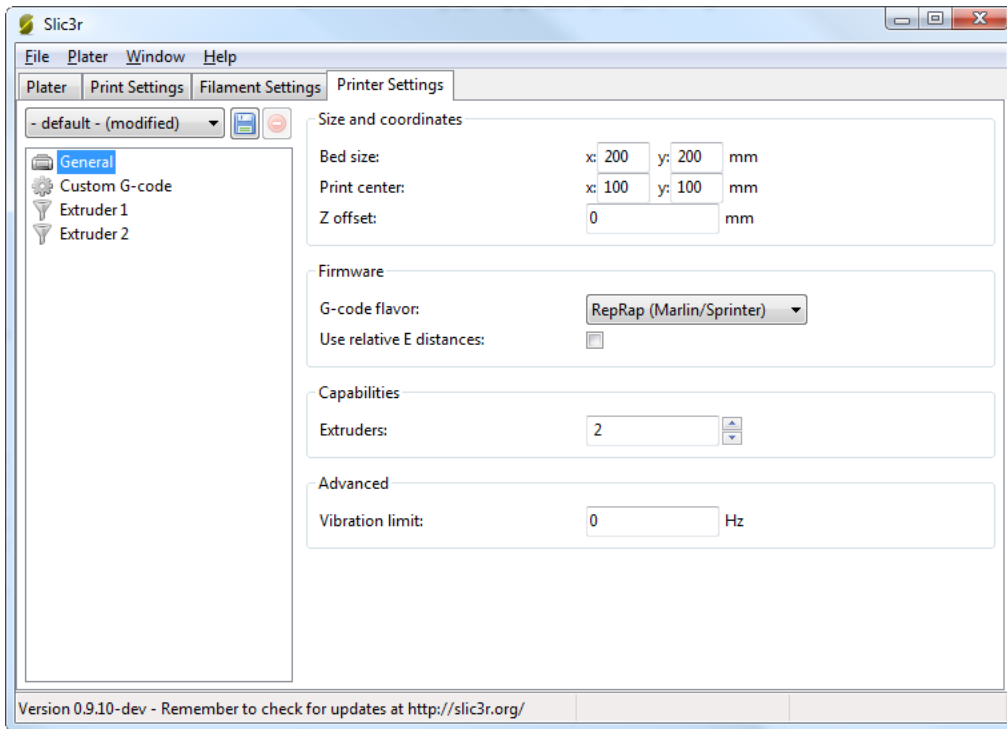 Slic3r
File Plater Window Help
Plater Print Settings Filament Settings Printer Settings
- default - (modified)
General
Custom G-code
Extruder 1
Extruder 2
Size and coordinates
Bed size: x: 200 y: 200 mm
Print center: x: 100 y: 100 mm
Z offset: 0 mm
Firmware
G-code flavor: RepRap (Marlin/Sprinter)
Use relative E distances:
Capabilities
Extruders: 2
Advanced
Vibration limit: 0 Hz
Version 0.9.10-dev - Remember to check for updates at http://slic3r.org/